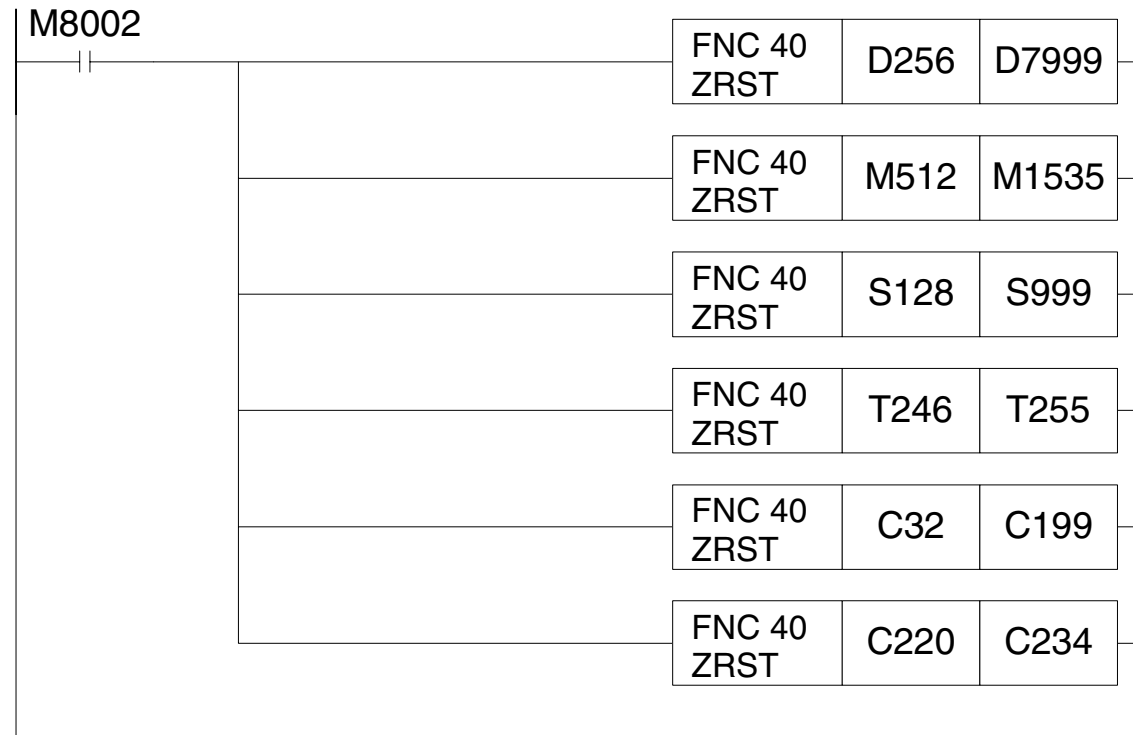 M8002
FNC 40
ZRST
D256
D7999
FNC 40
ZRST
M512
M1535
FNC 40
ZRST
S128
S999
FNC 40
ZRST
T246
T255
FNC 40
ZRST
C32
C199
FNC 40
ZRST
C220
C234